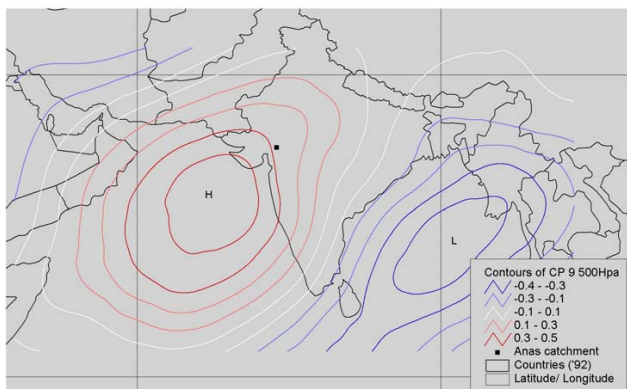 H
L
Contours of CP 9 500Hpa
-0.4 - -0.3
-0.3 - -0.1
-0.1 - 0.1
0.1 - 0.3
0.3 - 0.5
Anas catchment
Countries ('92)
Latitude/ Longitude